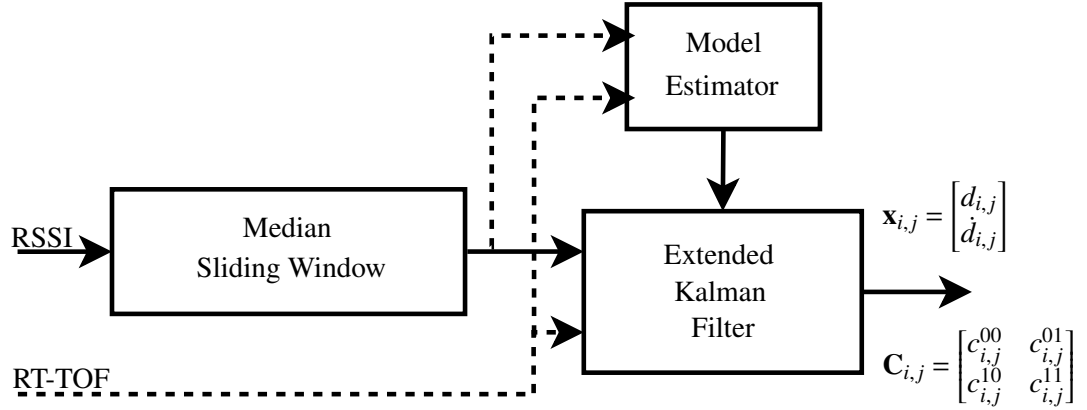 Model
Estimator
RSSI
Median
Sliding Window
Extended
Kalman
Filter
RT-TOF
𝐱_{i,j} = [d_{i,j}; ḋ_{i,j}]
𝐂_{i,j} = [c^{00}_{i,j} c^{01}_{i,j}; c^{10}_{i,j} c^{11}_{i,j}]